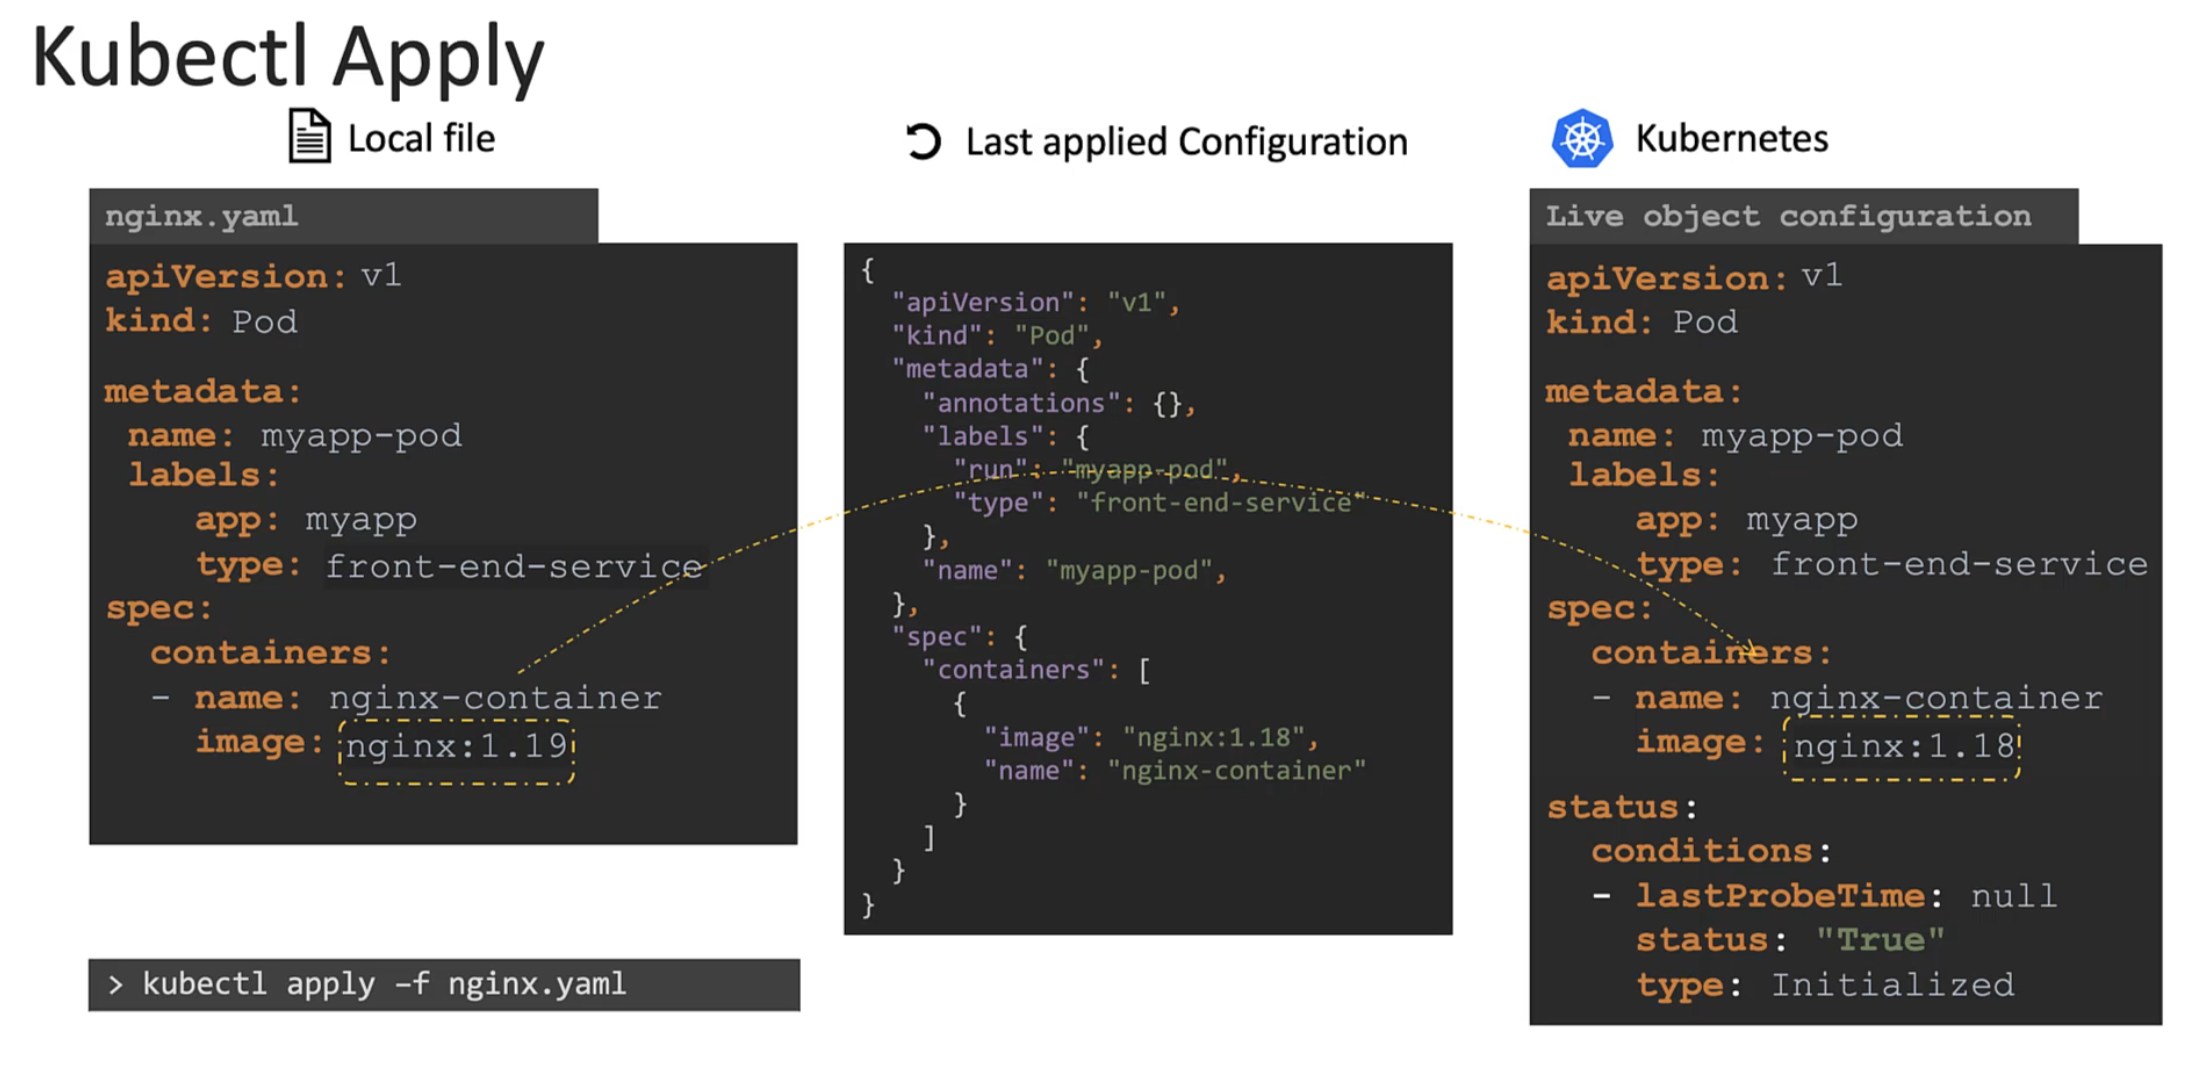 Kubectl Apply
Local file
nginx.yaml
apiVersion: v1
kind: Pod
metadata:
name: myapp-pod
labels:
app: myapp
type: front-end-service
spec:
containers:
- name: nginx-container
image: nginx:1.19
> kubectl apply –f nginx.yaml
Last applied Configuration
{
"apiVersion": "v1",
"kind": "Pod",
"metadata": {
"annotations": {},
"labels": {
"run": "myapp-pod",
"type": "front-end-service"
},
"name": "myapp-pod",
},
"spec": {
"containers": [
{
"image": "nginx:1.18",
"name": "nginx-container"
}
]
}
}
Kubernetes
Live object configuration
apiVersion: v1
kind: Pod
metadata:
name: myapp-pod
labels:
app: myapp
type: front-end-service
spec:
containers:
- name: nginx-container
image: nginx:1.18
status:
conditions:
- lastProbeTime: null
status: "True"
type: Initialized